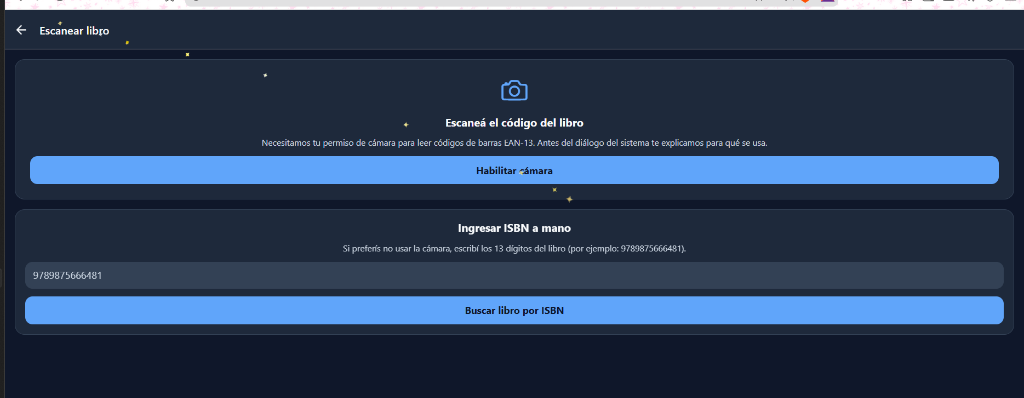 Escanear libro
Escaneá el código del libro
Necesitamos tu permiso de cámara para leer códigos de barras EAN-13. Antes del diálogo del sistema te explicamos para qué se usa.
Habilitar cámara
Ingresar ISBN a mano
Si preferís no usar la cámara, escribí los 13 dígitos del libro (por ejemplo: 9789875666481).
9789875666481
Buscar libro por ISBN